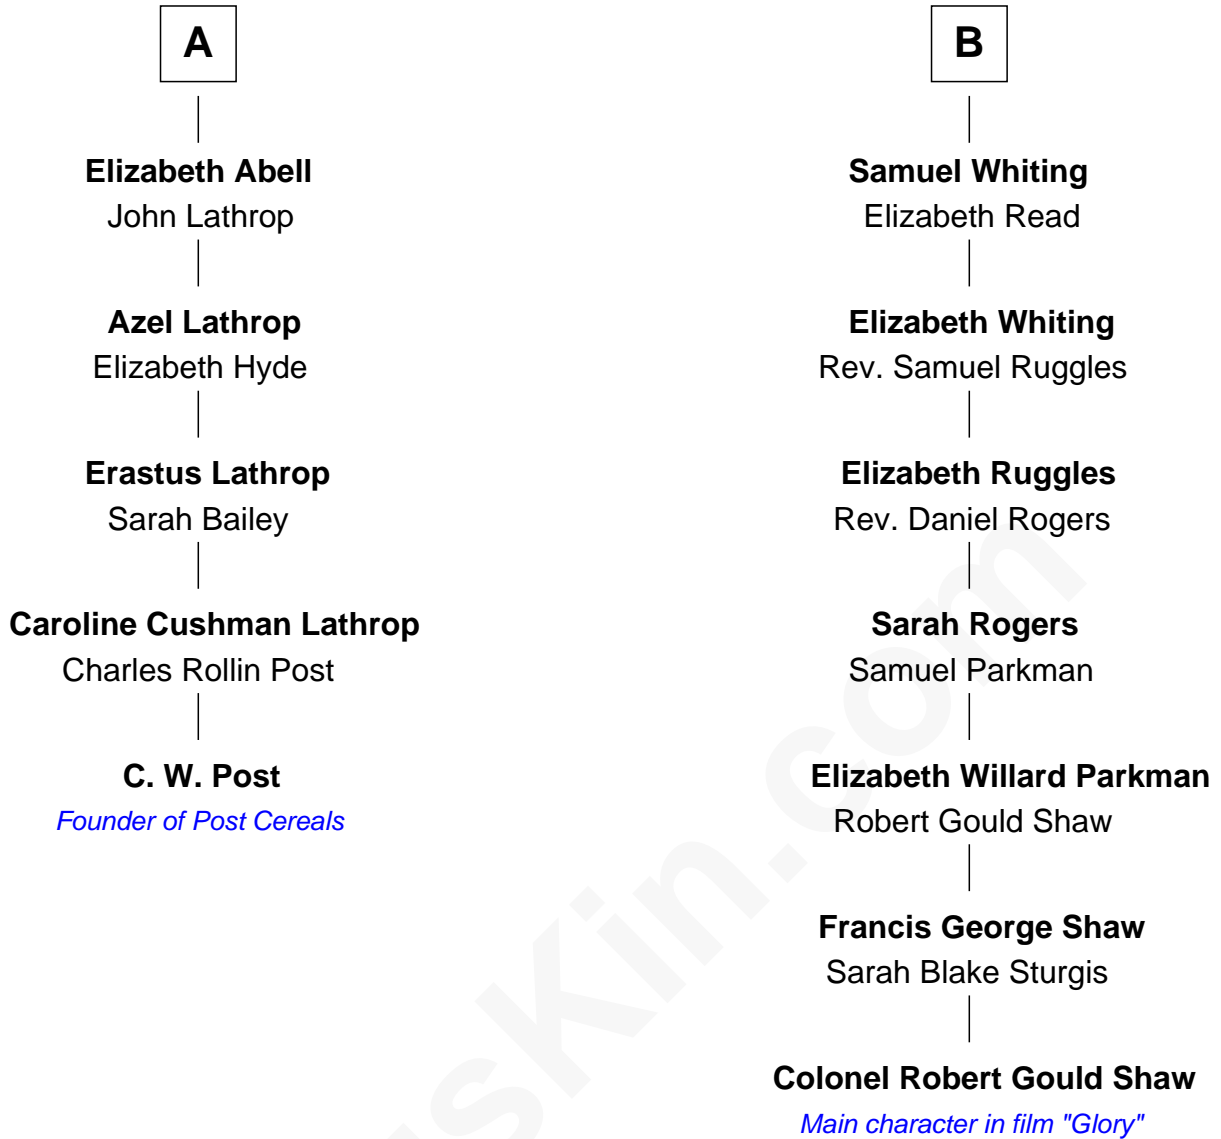 A
Elizabeth Abell
John Lathrop
Azel Lathrop
Elizabeth Hyde
Erastus Lathrop
Sarah Bailey
Caroline Cushman Lathrop
Charles Rollin Post
C. W. Post
Founder of Post Cereals
B
Samuel Whiting
Elizabeth Read
Elizabeth Whiting
Rev. Samuel Ruggles
Elizabeth Ruggles
Rev. Daniel Rogers
Sarah Rogers
Samuel Parkman
Elizabeth Willard Parkman
Robert Gould Shaw
Francis George Shaw
Sarah Blake Sturgis
Colonel Robert Gould Shaw
Main character in film "Glory"
sKin.com